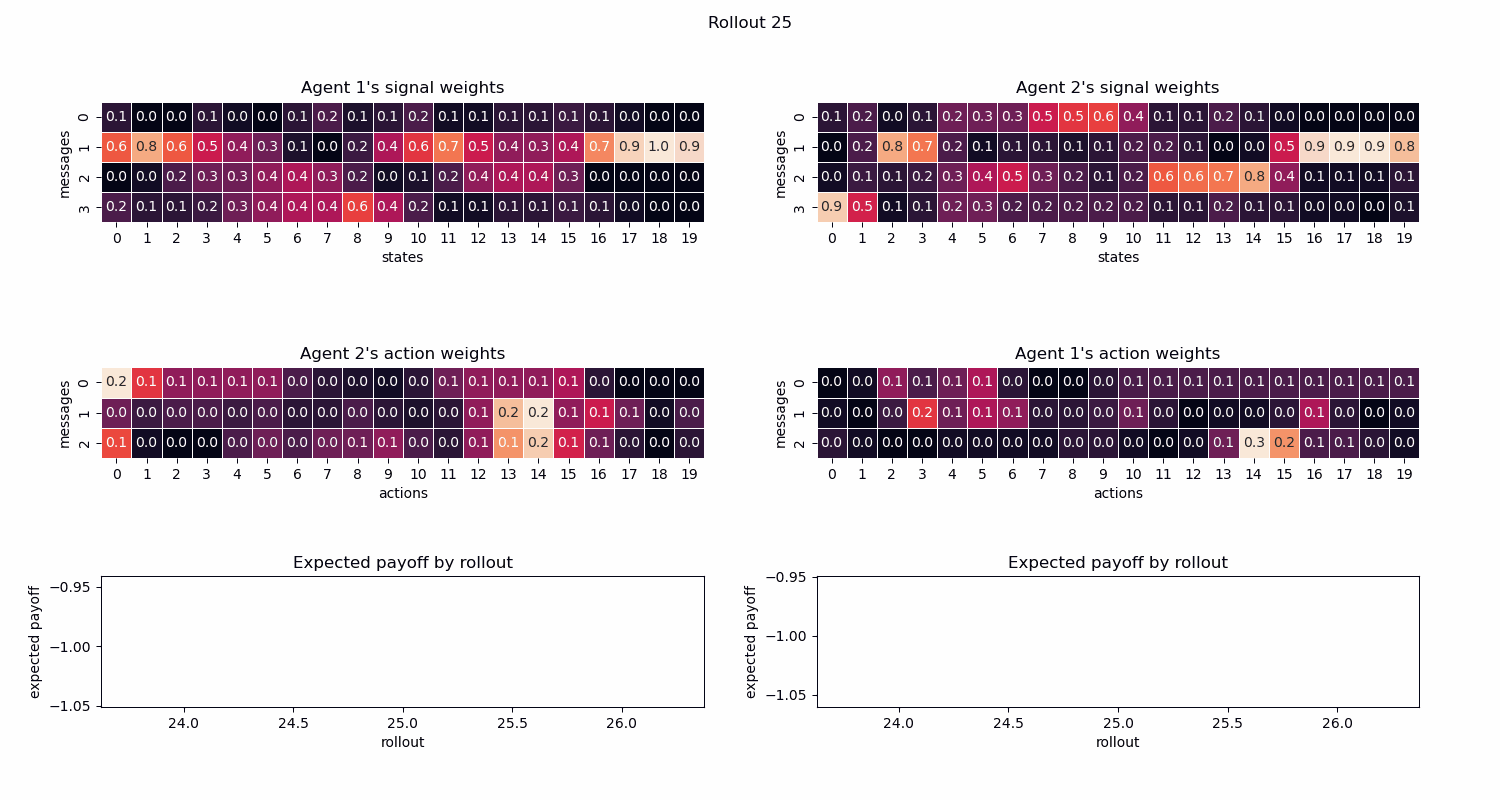 Rollout 25
Agent 1's signal weights
messages
0 0.1 0.0 0.0 0.1 0.0 0.0 0.1 0.2 0.1 0.1 0.2 0.1 0.1 0.1 0.1 0.1 0.1 0.0 0.0 0.0
1 0.6 0.8 0.6 0.5 0.4 0.3 0.1 0.0 0.2 0.4 0.6 0.7 0.5 0.4 0.3 0.4 0.7 0.9 1.0 0.9
2 0.0 0.0 0.2 0.3 0.3 0.4 0.4 0.3 0.2 0.0 0.1 0.2 0.4 0.4 0.4 0.3 0.0 0.0 0.0 0.0
3 0.2 0.1 0.1 0.2 0.3 0.4 0.4 0.4 0.6 0.4 0.2 0.1 0.1 0.1 0.1 0.1 0.1 0.0 0.0 0.0
0 1 2 3 4 5 6 7 8 9 10 11 12 13 14 15 16 17 18 19
states
Agent 2's signal weights
messages
0 0.1 0.2 0.0 0.1 0.2 0.3 0.3 0.5 0.5 0.6 0.4 0.1 0.1 0.2 0.1 0.0 0.0 0.0 0.0 0.0
1 0.0 0.2 0.8 0.7 0.2 0.1 0.1 0.1 0.1 0.1 0.2 0.2 0.1 0.0 0.0 0.5 0.9 0.9 0.9 0.8
2 0.0 0.1 0.1 0.2 0.3 0.4 0.5 0.3 0.2 0.1 0.2 0.6 0.6 0.7 0.8 0.4 0.1 0.1 0.1 0.1
3 0.9 0.5 0.1 0.1 0.2 0.2 0.2 0.2 0.2 0.2 0.2 0.1 0.1 0.2 0.1 0.1 0.0 0.0 0.0 0.1
0 1 2 3 4 5 6 7 8 9 10 11 12 13 14 15 16 17 18 19
states
Agent 2's action weights
messages
0 0.2 0.1 0.1 0.1 0.1 0.1 0.0 0.0 0.0 0.0 0.0 0.1 0.1 0.1 0.1 0.1 0.0 0.0 0.0 0.0
1 0.0 0.0 0.0 0.0 0.0 0.0 0.0 0.0 0.0 0.0 0.0 0.0 0.1 0.2 0.2 0.1 0.1 0.1 0.0 0.0
2 0.1 0.0 0.0 0.0 0.0 0.0 0.0 0.0 0.1 0.1 0.0 0.0 0.1 0.1 0.2 0.1 0.1 0.0 0.0 0.0
0 1 2 3 4 5 6 7 8 9 10 11 12 13 14 15 16 17 18 19
actions
Agent 1's action weights
messages
0 0.0 0.0 0.1 0.1 0.1 0.1 0.0 0.0 0.0 0.0 0.1 0.1 0.1 0.1 0.1 0.1 0.1 0.1 0.1 0.1
1 0.0 0.0 0.0 0.2 0.1 0.1 0.1 0.0 0.0 0.0 0.1 0.0 0.0 0.0 0.0 0.0 0.1 0.0 0.0 0.0
2 0.0 0.0 0.0 0.0 0.0 0.0 0.0 0.0 0.0 0.0 0.0 0.0 0.0 0.1 0.3 0.2 0.1 0.1 0.0 0.0
0 1 2 3 4 5 6 7 8 9 10 11 12 13 14 15 16 17 18 19
actions
Expected payoff by rollout
expected payoff
−0.95
−1.00
−1.05
24.0 24.5 25.0 25.5 26.0
rollout
Expected payoff by rollout
expected payoff
−0.95
−1.00
−1.05
24.0 24.5 25.0 25.5 26.0
rollout